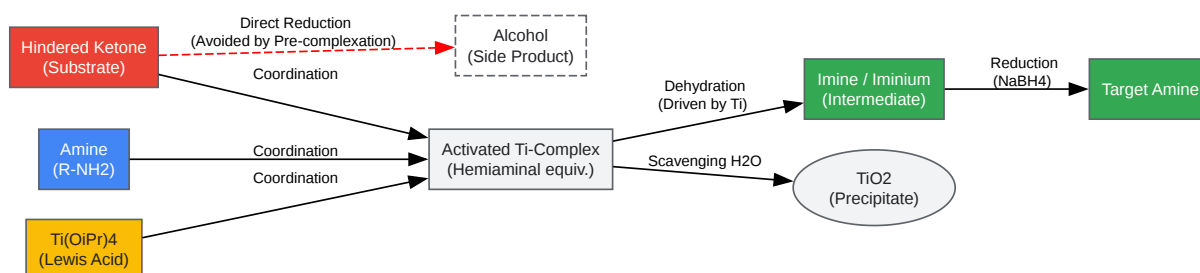 Direct Reduction
(Avoided by Pre-complexation)
Hindered Ketone
(Substrate)
Alcohol
(Side Product)
Coordination
Dehydration
(Driven by Ti)
Imine / Iminium
(Intermediate)
Reduction
(NaBH4)
Target Amine
Amine
(R-NH2)
Coordination
Activated Ti-Complex
(Hemiaminal equiv.)
Scavenging H2O
TiO2
(Precipitate)
Coordination
Ti(OiPr)4
(Lewis Acid)